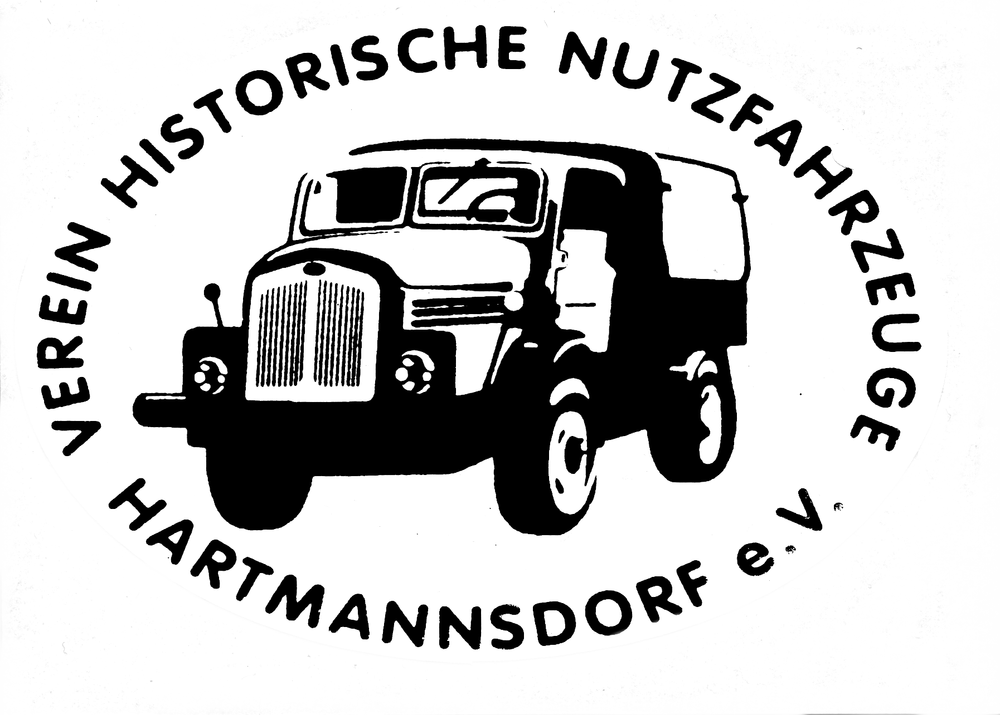 VEREIN HISTORISCHE NUTZFAHRZEUGE
HARTMANNSDORF e.V.